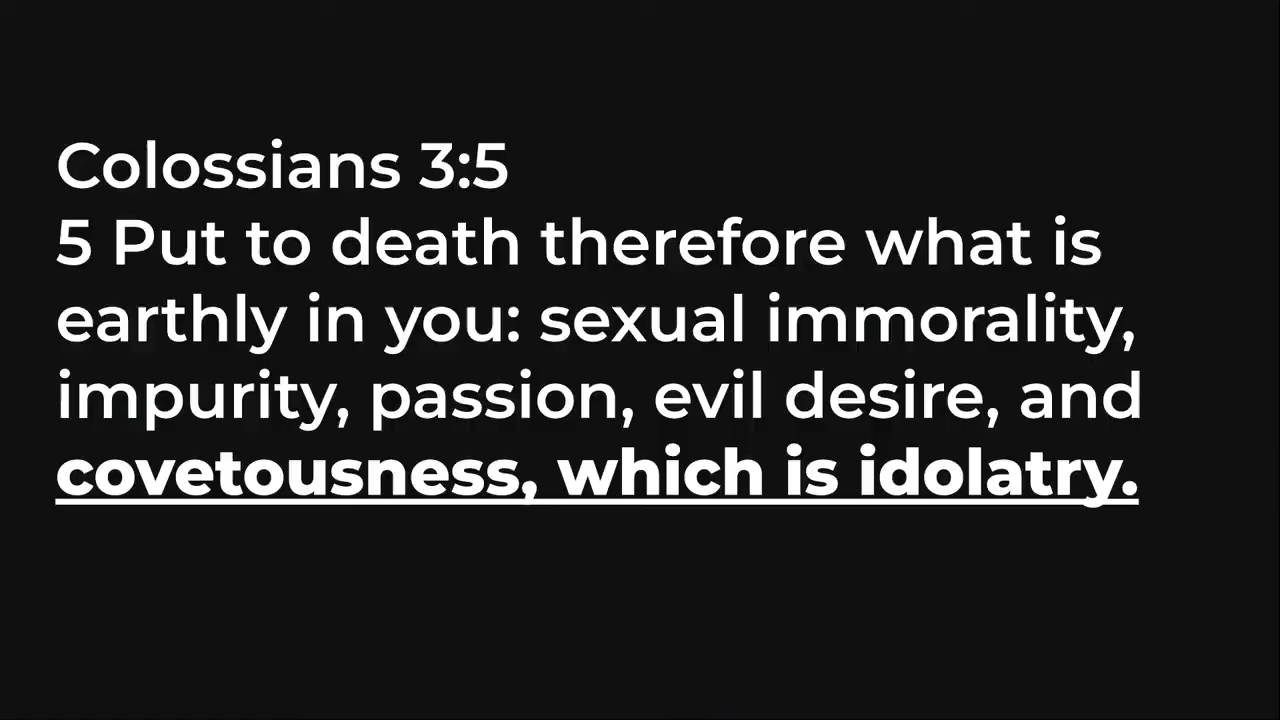 Colossians 3:5
5 Put to death therefore what is
earthly in you: sexual immorality,
impurity, passion, evil desire, and
covetousness, which is idolatry.